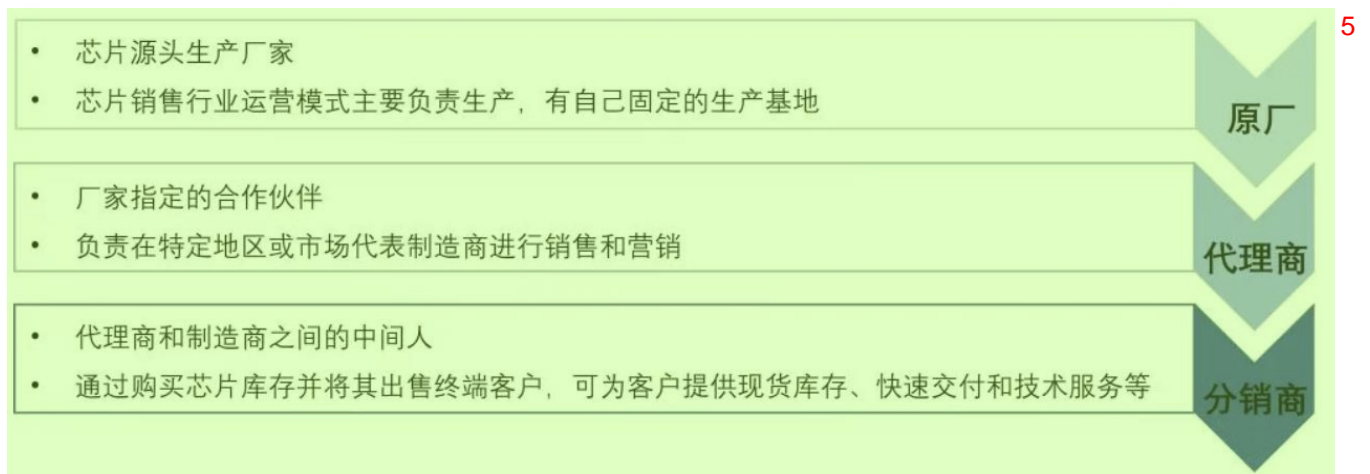 5
• 芯片源头生产厂家
• 芯片销售行业运营模式主要负责生产，有自己固定的生产基地
原厂
• 厂家指定的合作伙伴
• 负责在特定地区或市场代表制造商进行销售和营销
代理商
• 代理商和制造商之间的中间人
• 通过购买芯片库存并将其出售终端客户，可为客户提供现货库存、快速交付和技术服务等
分销商